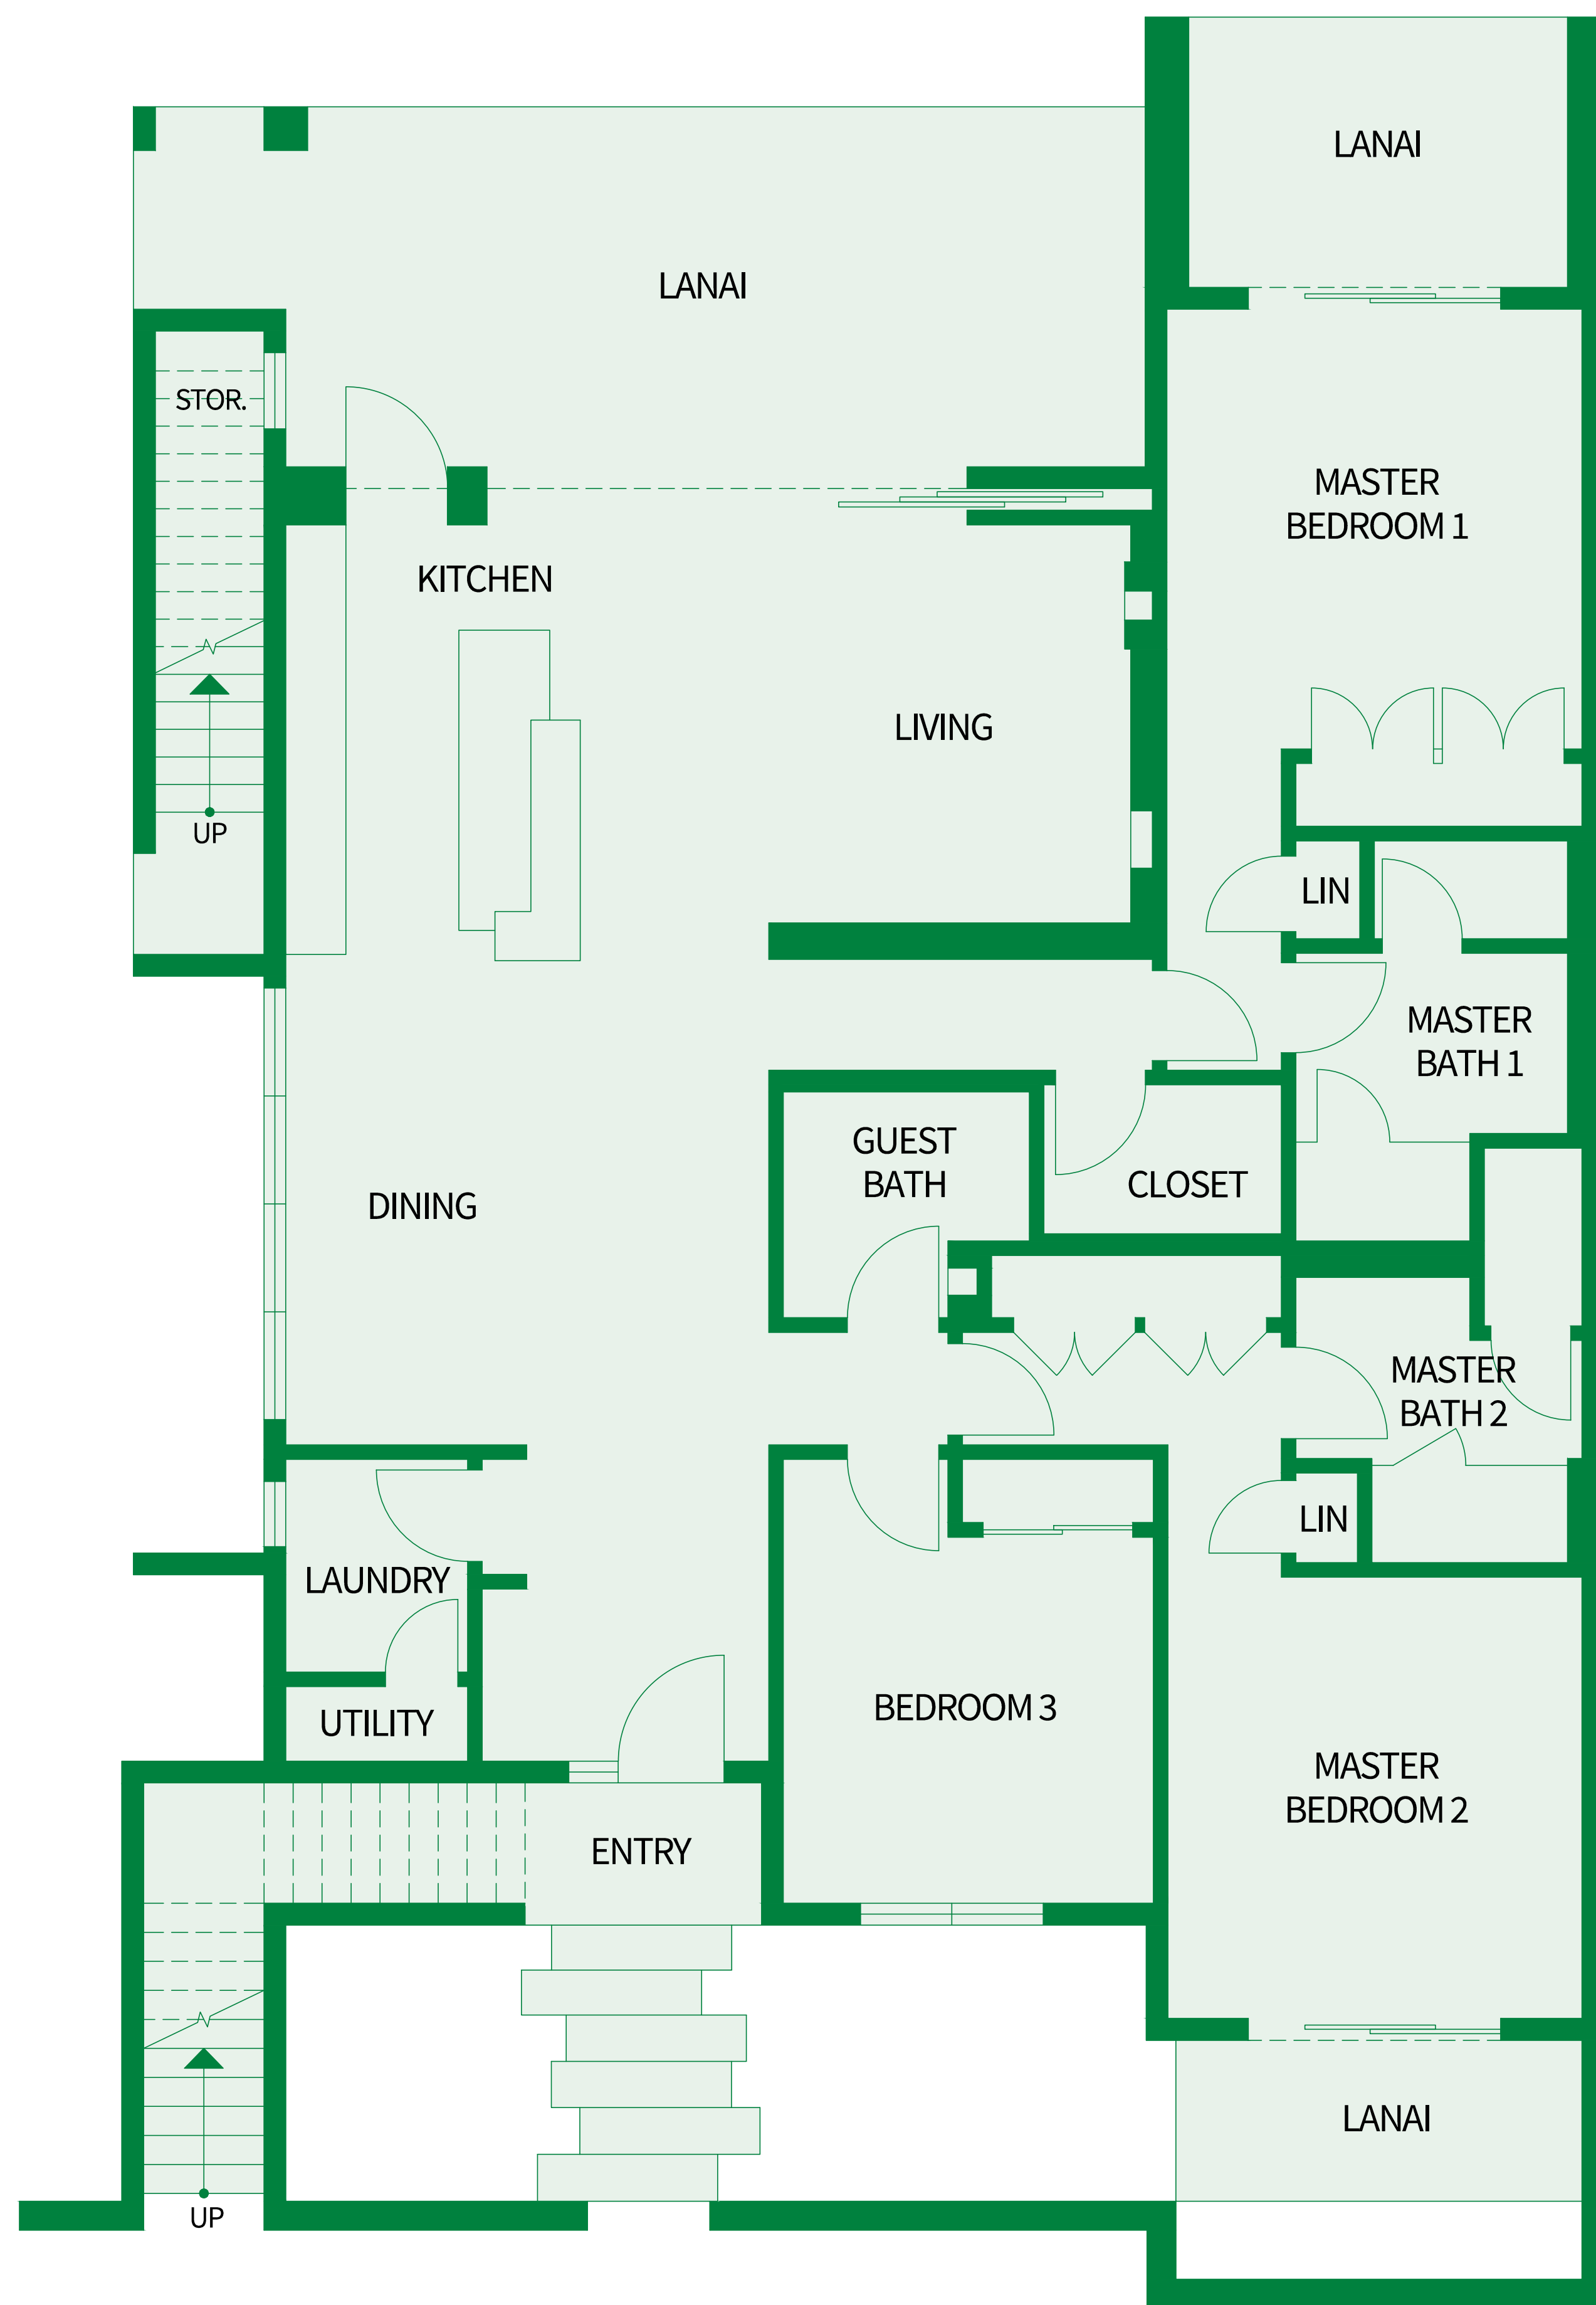 LANAI
LANAI
STOR.
MASTER
BEDROOM 1
KITCHEN
LIVING
UP
LIN
MASTER
BATH 1
GUEST
BATH
CLOSET
DINING
MASTER
BATH 2
LIN
LAUNDRY
BEDROOM 3
UTILITY
MASTER
BEDROOM 2
ENTRY
LANAI
UP